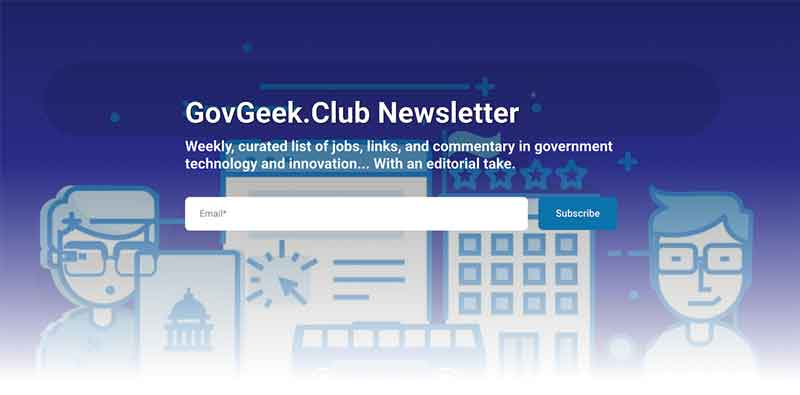 GovGeek.Club Newsletter
Weekly, curated list of jobs, links, and commentary in government
technology and innovation... With an editorial take.
Email*
Subscribe